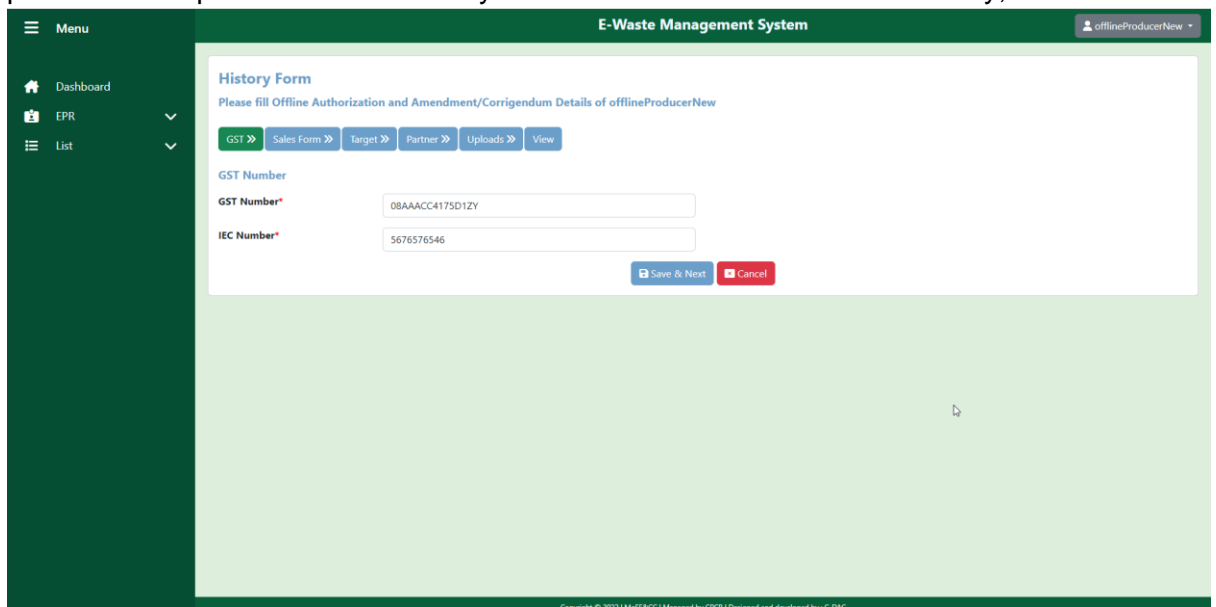 Menu
E-Waste Management System
offlineProducerNew
Dashboard
EPR
List
History Form
Please fill Offline Authorization and Amendment/Corrigendum Details of offlineProducerNew
GST » Sales Form » Target » Partner » Uploads » View
GST Number
GST Number* 08AAACC4175D1ZY
IEC Number* 5676576546
Save & Next Cancel